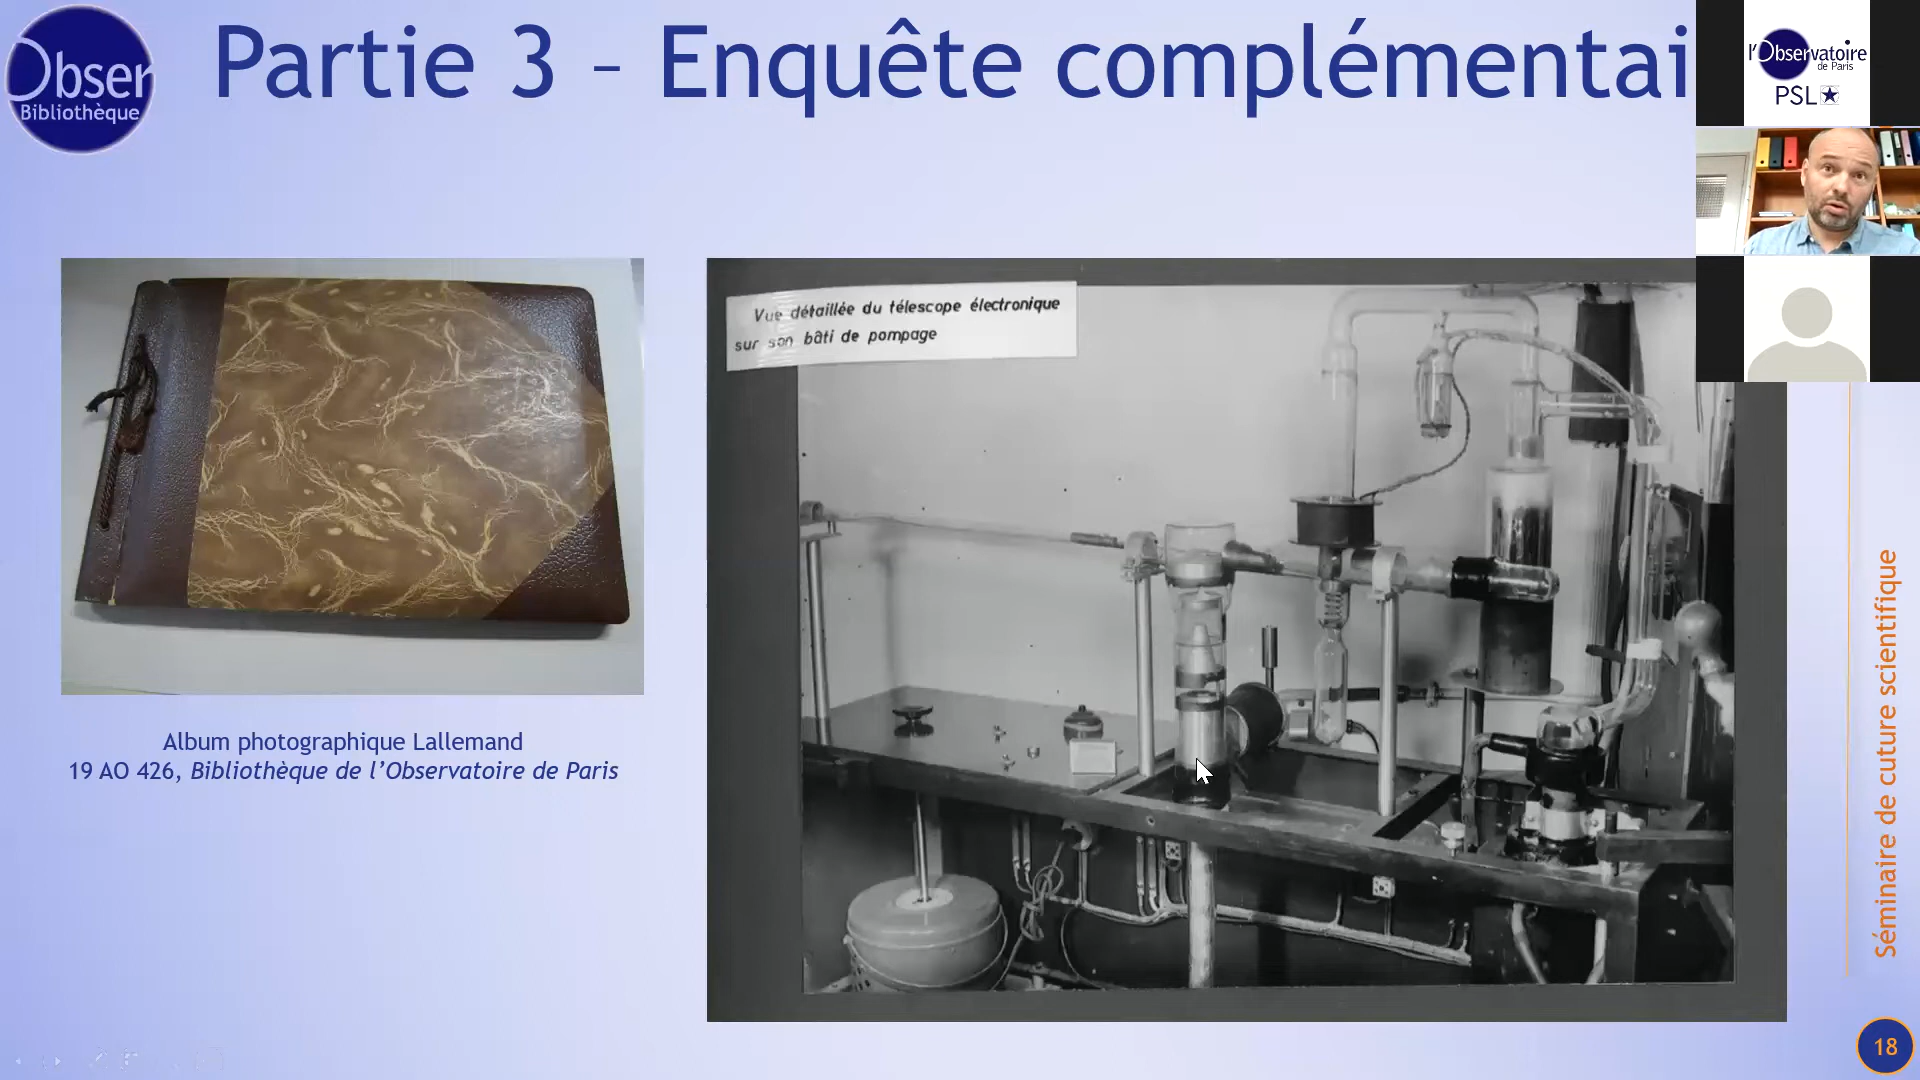 Obser
Bibliothèque
Partie 3 – Enquête complémentai
l'Observatoire
de Paris
PSL
Vue détaillée du télescope électronique
sur son bâti de pompage
Album photographique Lallemand
19 AO 426, Bibliothèque de l'Observatoire de Paris
Séminaire de cuture scientifique
18